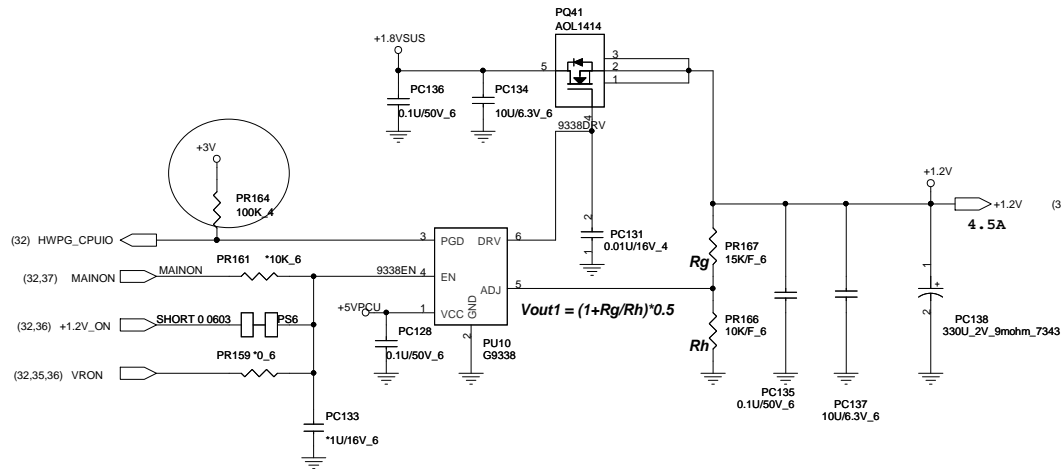 PQ41
AOL1414
+1.8VSUS
5
3
2
1
4
PC136
0.1U/50V_6
PC134
10U/6.3V_6
9338DRV
+3V
PR164
100K_4
+1.2V
+1.2V
(3
4.5A
2
PC131
1
0.01U/16V_4
(32) HWPG_CPUIO
3
PGD
DRV
6
PR167
15K/F_6
Rg
PR161
*10K_6
(32,37) MAINON
MAINON
9338EN
4
EN
ADJ
5
1
+
2
PC138
330U_2V_9mohm_7343
+5VPCU
1
VCC
GND
2
Vout1 = (1+Rg/Rh)*0.5
PR166
10K/F_6
Rh
(32,36) +1.2V_ON
SHORT 0 0603
PS6
PC128
0.1U/50V_6
PU10
G9338
PR159 *0_6
(32,35,36) VRON
PC135
0.1U/50V_6
PC137
10U/6.3V_6
PC133
*1U/16V_6